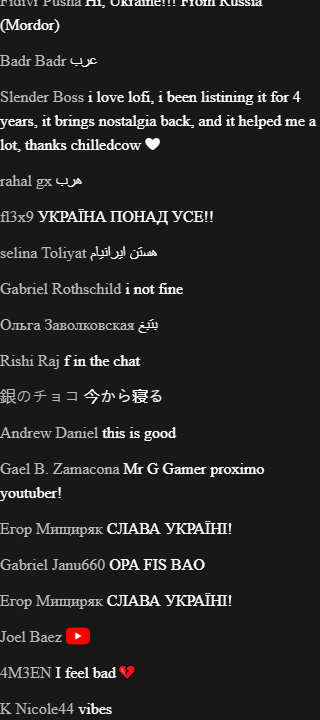 Fidivi Pusha Hi, Ukraine!!! From Russia
(Mordor)
Badr Badr عرب
Slender Boss i love lofi, i been listining it for 4
years, it brings nostalgia back, and it helped me a
lot, thanks chilledcow 🤍
rahal gx هرب
fl3x9 УКРАЇНА ПОНАД УСЕ!!
selina Toliyat هستن ایرانیام
Gabriel Rothschild i not fine
Ольга Заволковская بتبغ
Rishi Raj f in the chat
銀のチョコ 今から寝る
Andrew Daniel this is good
Gael B. Zamacona Mr G Gamer proximo
youtuber!
Егор Мищиряк СЛАВА УКРАЇНІ!
Gabriel Janu660 OPA FIS BAO
Егор Мищиряк СЛАВА УКРАЇНІ!
Joel Baez
4M3EN I feel bad 💔
K Nicole44 vibes